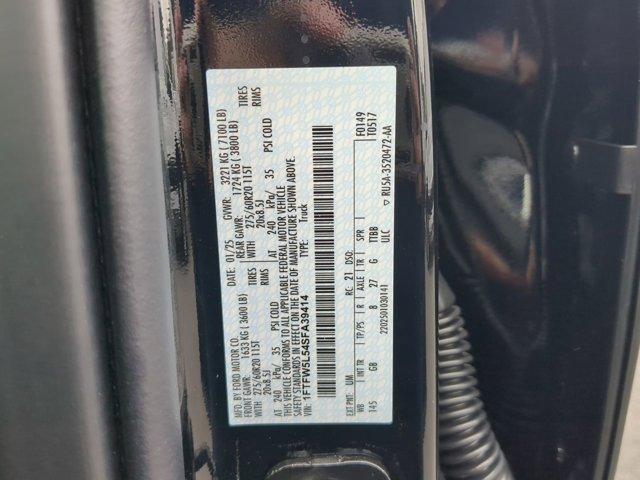 MFD. BY FORD MOTOR CO.
DATE: 01/25 GVWR: 3221 KG ( 7100 LB)
FRONT GAWR: 1633 KG ( 3600 LB) REAR GAWR: 1724 KG ( 3800 LB)
WITH 275/60R20 115T TIRES WITH 275/60R20 115T TIRES
20x8.5J RIMS 20x8.5J RIMS
AT 240 kPa/ 35 PSI COLD AT 240 kPa/ 35 PSI COLD
THIS VEHICLE CONFORMS TO ALL APPLICABLE FEDERAL MOTOR VEHICLE
SAFETY STANDARDS IN EFFECT ON THE DATE OF MANUFACTURE SHOWN ABOVE.
VIN: 1FTFW5L54SFA39414 TYPE: Truck
F0149
T0517
EXT PNT: UM RC: 21 DSO:
WB INT TR TP/PS R AXLE TR SPR
145 GB 8 27 G TTBB
ULC
2202501030141 RU5A-3520472-AA